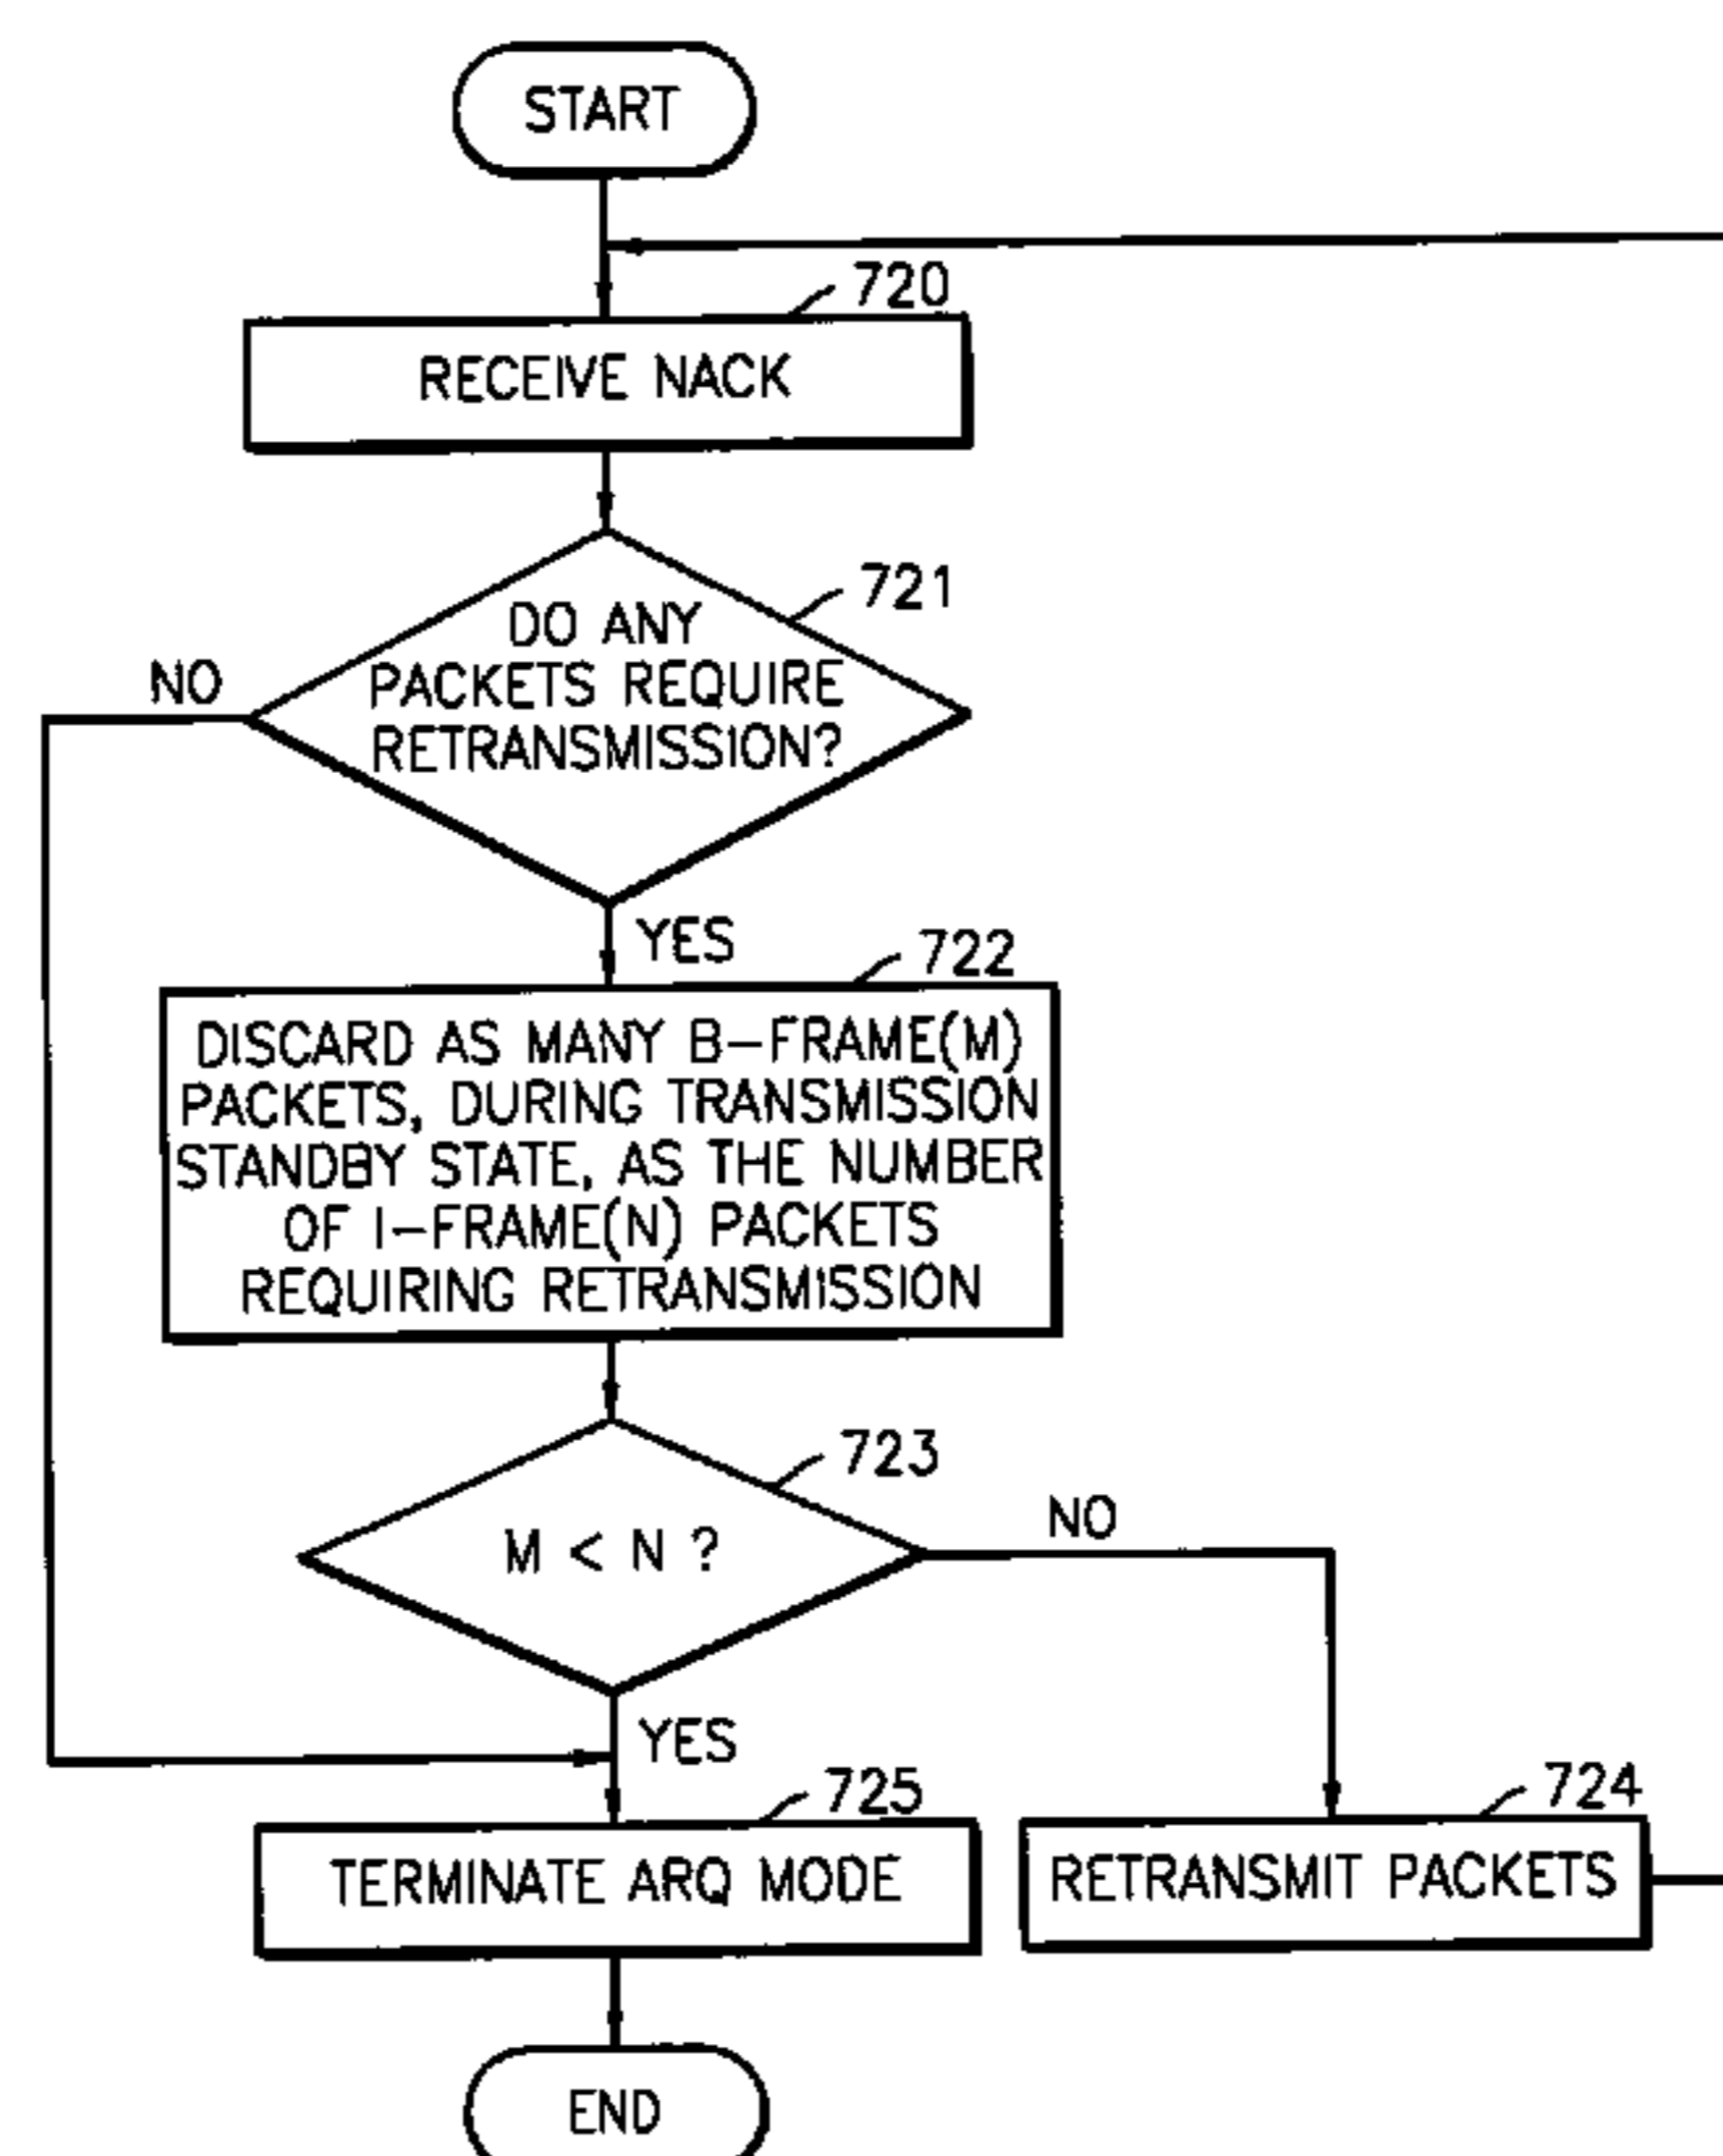 START
720
RECEIVE NACK
721
DO ANY
PACKETS REQUIRE
RETRANSMISSION?
NO
YES
722
DISCARD AS MANY B-FRAME(M)
PACKETS, DURING TRANSMISSION
STANDBY STATE, AS THE NUMBER
OF I-FRAME(N) PACKETS
REQUIRING RETRANSMISSION
723
M < N ?
NO
YES
725
TERMINATE ARQ MODE
724
RETRANSMIT PACKETS
END